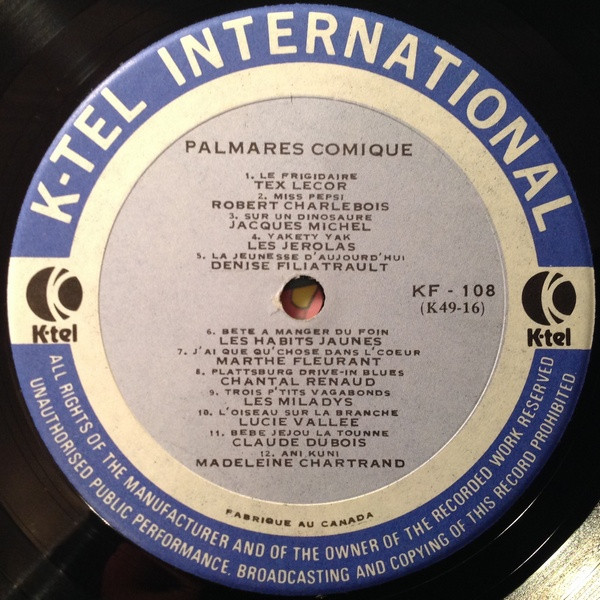 K-TEL INTERNATIONAL
PALMARES COMIQUE
1. LE FRIGIDAIRE
TEX LECOR
2. MISS PEPSI
ROBERT CHARLEBOIS
3. SUR UN DINOSAURE
JACQUES MICHEL
4. YAKETY YAK
LES JEROLAS
5. LA JEUNESSE D'AUJOURD'HUI
DENISE FILIATRAULT
KF - 108
(K49-16)
K-tel
K-tel
6. BETE A MANGER DU FOIN
LES HABITS JAUNES
7. J'AI QUE QU'CHOSE DANS L'COEUR
MARTHE FLEURANT
8. PLATTSBURG DRIVE-IN BLUES
CHANTAL RENAUD
9. TROIS P'TITS VAGABONDS
LES MILADYS
10. L'OISEAU SUR LA BRANCHE
LUCIE VALLEE
11. BEBE JEJOU LA TOUNNE
CLAUDE DUBOIS
12. ANI KUNI
MADELEINE CHARTRAND
FABRIQUE AU CANADA
ALL RIGHTS OF THE MANUFACTURER AND OF THE OWNER OF THE RECORDED WORK RESERVED
UNAUTHORISED PUBLIC PERFORMANCE. BROADCASTING AND COPYING OF THIS RECORD PROHIBITED.